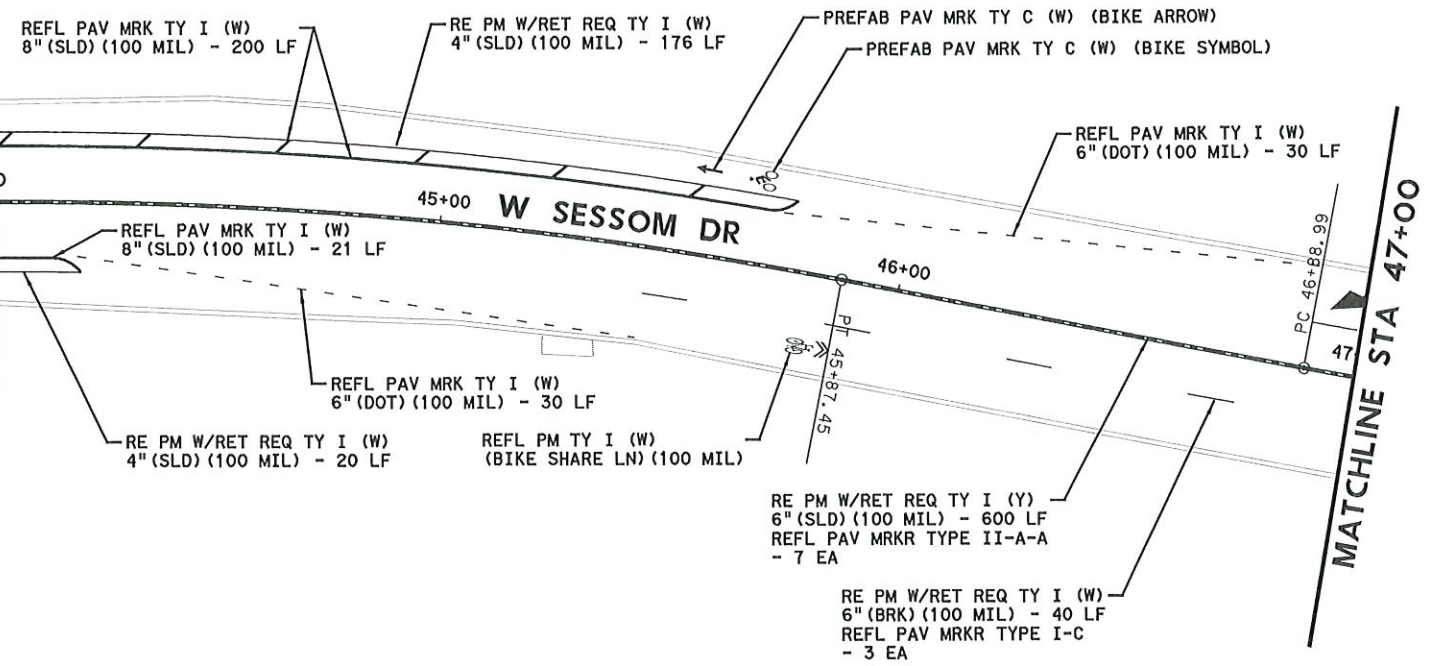 REFL PAV MRK TY I (W)
8"(SLD)(100 MIL) - 200 LF
RE PM W/RET REQ TY I (W)
4"(SLD)(100 MIL) - 176 LF
PREFAB PAV MRK TY C (W) (BIKE ARROW)
PREFAB PAV MRK TY C (W) (BIKE SYMBOL)
REFL PAV MRK TY I (W)
6"(DOT)(100 MIL) - 30 LF
0
45+00
W SESSOM DR
46+00
PC 46+88.99
47
MATCHLINE STA 47+00
REFL PAV MRK TY I (W)
8"(SLD)(100 MIL) - 21 LF
PT 45+87.45
REFL PAV MRK TY I (W)
6"(DOT)(100 MIL) - 30 LF
RE PM W/RET REQ TY I (W)
4"(SLD)(100 MIL) - 20 LF
REFL PM TY I (W)
(BIKE SHARE LN)(100 MIL)
RE PM W/RET REQ TY I (Y)
6"(SLD)(100 MIL) - 600 LF
REFL PAV MRKR TYPE II-A-A
- 7 EA
RE PM W/RET REQ TY I (W)
6"(BRK)(100 MIL) - 40 LF
REFL PAV MRKR TYPE I-C
- 3 EA